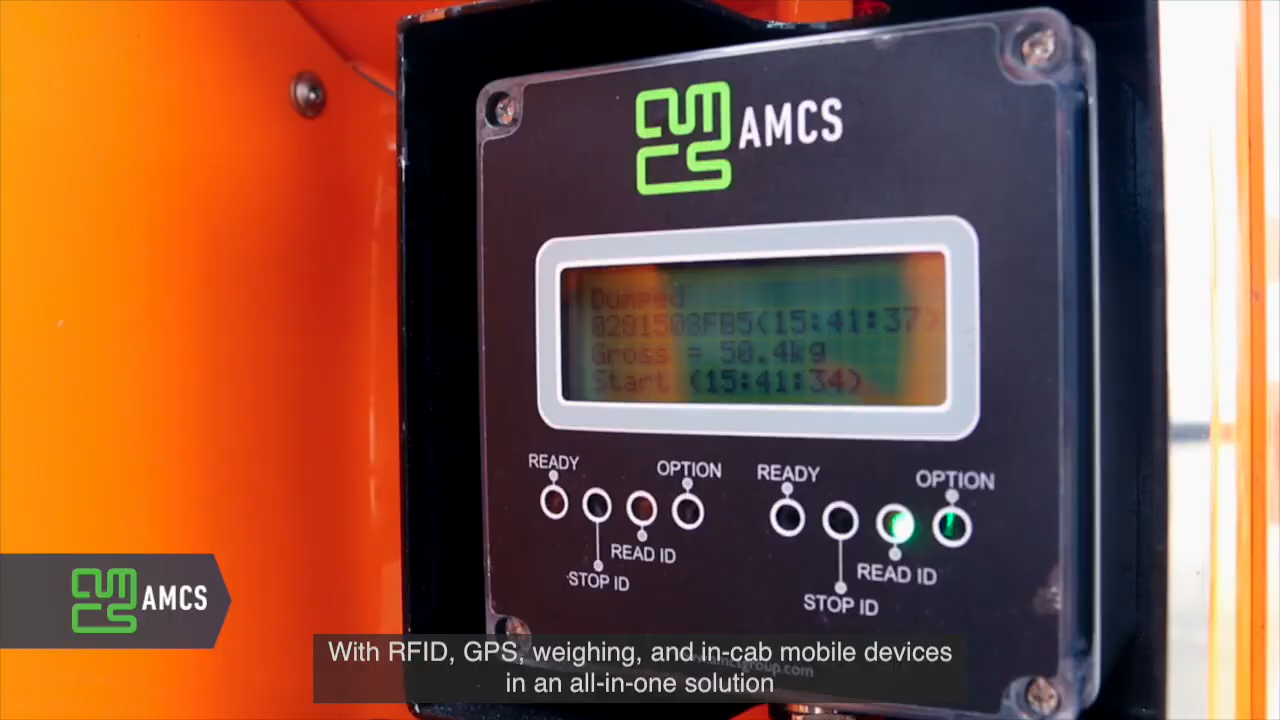 AMCS
Dumped
0281508FB5(15:41:37)
Gross = 50.4kg
Start (15:41:34)
READY
OPTION
READY
OPTION
READ ID
STOP ID
READ ID
STOP ID
AMCS
With RFID, GPS, weighing, and in-cab mobile devices
in an all-in-one solution